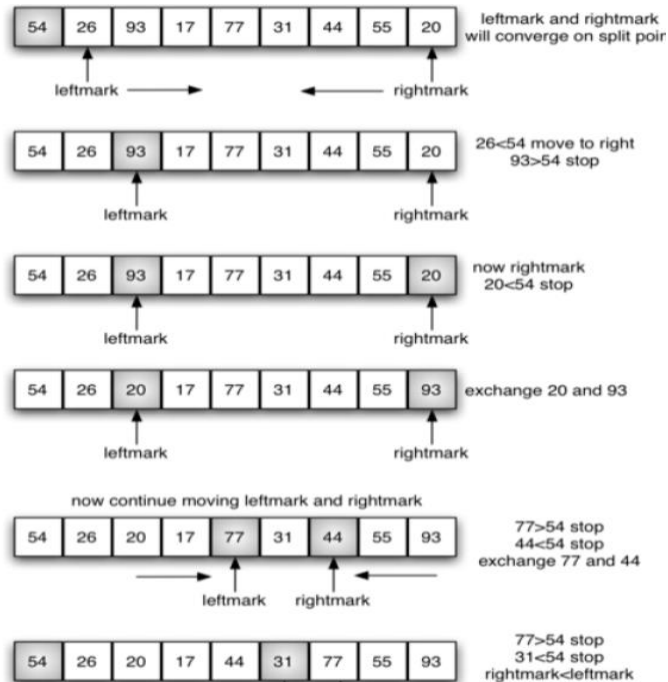 54 26 93 17 77 31 44 55 20
leftmark and rightmark
will converge on split poin
leftmark rightmark
54 26 93 17 77 31 44 55 20
26<54 move to right
93>54 stop
leftmark rightmark
54 26 93 17 77 31 44 55 20
now rightmark
20<54 stop
leftmark rightmark
54 26 20 17 77 31 44 55 93
exchange 20 and 93
leftmark rightmark
now continue moving leftmark and rightmark
54 26 20 17 77 31 44 55 93
77>54 stop
44<54 stop
exchange 77 and 44
leftmark rightmark
54 26 20 17 44 31 77 55 93
77>54 stop
31<54 stop
rightmark<leftmark